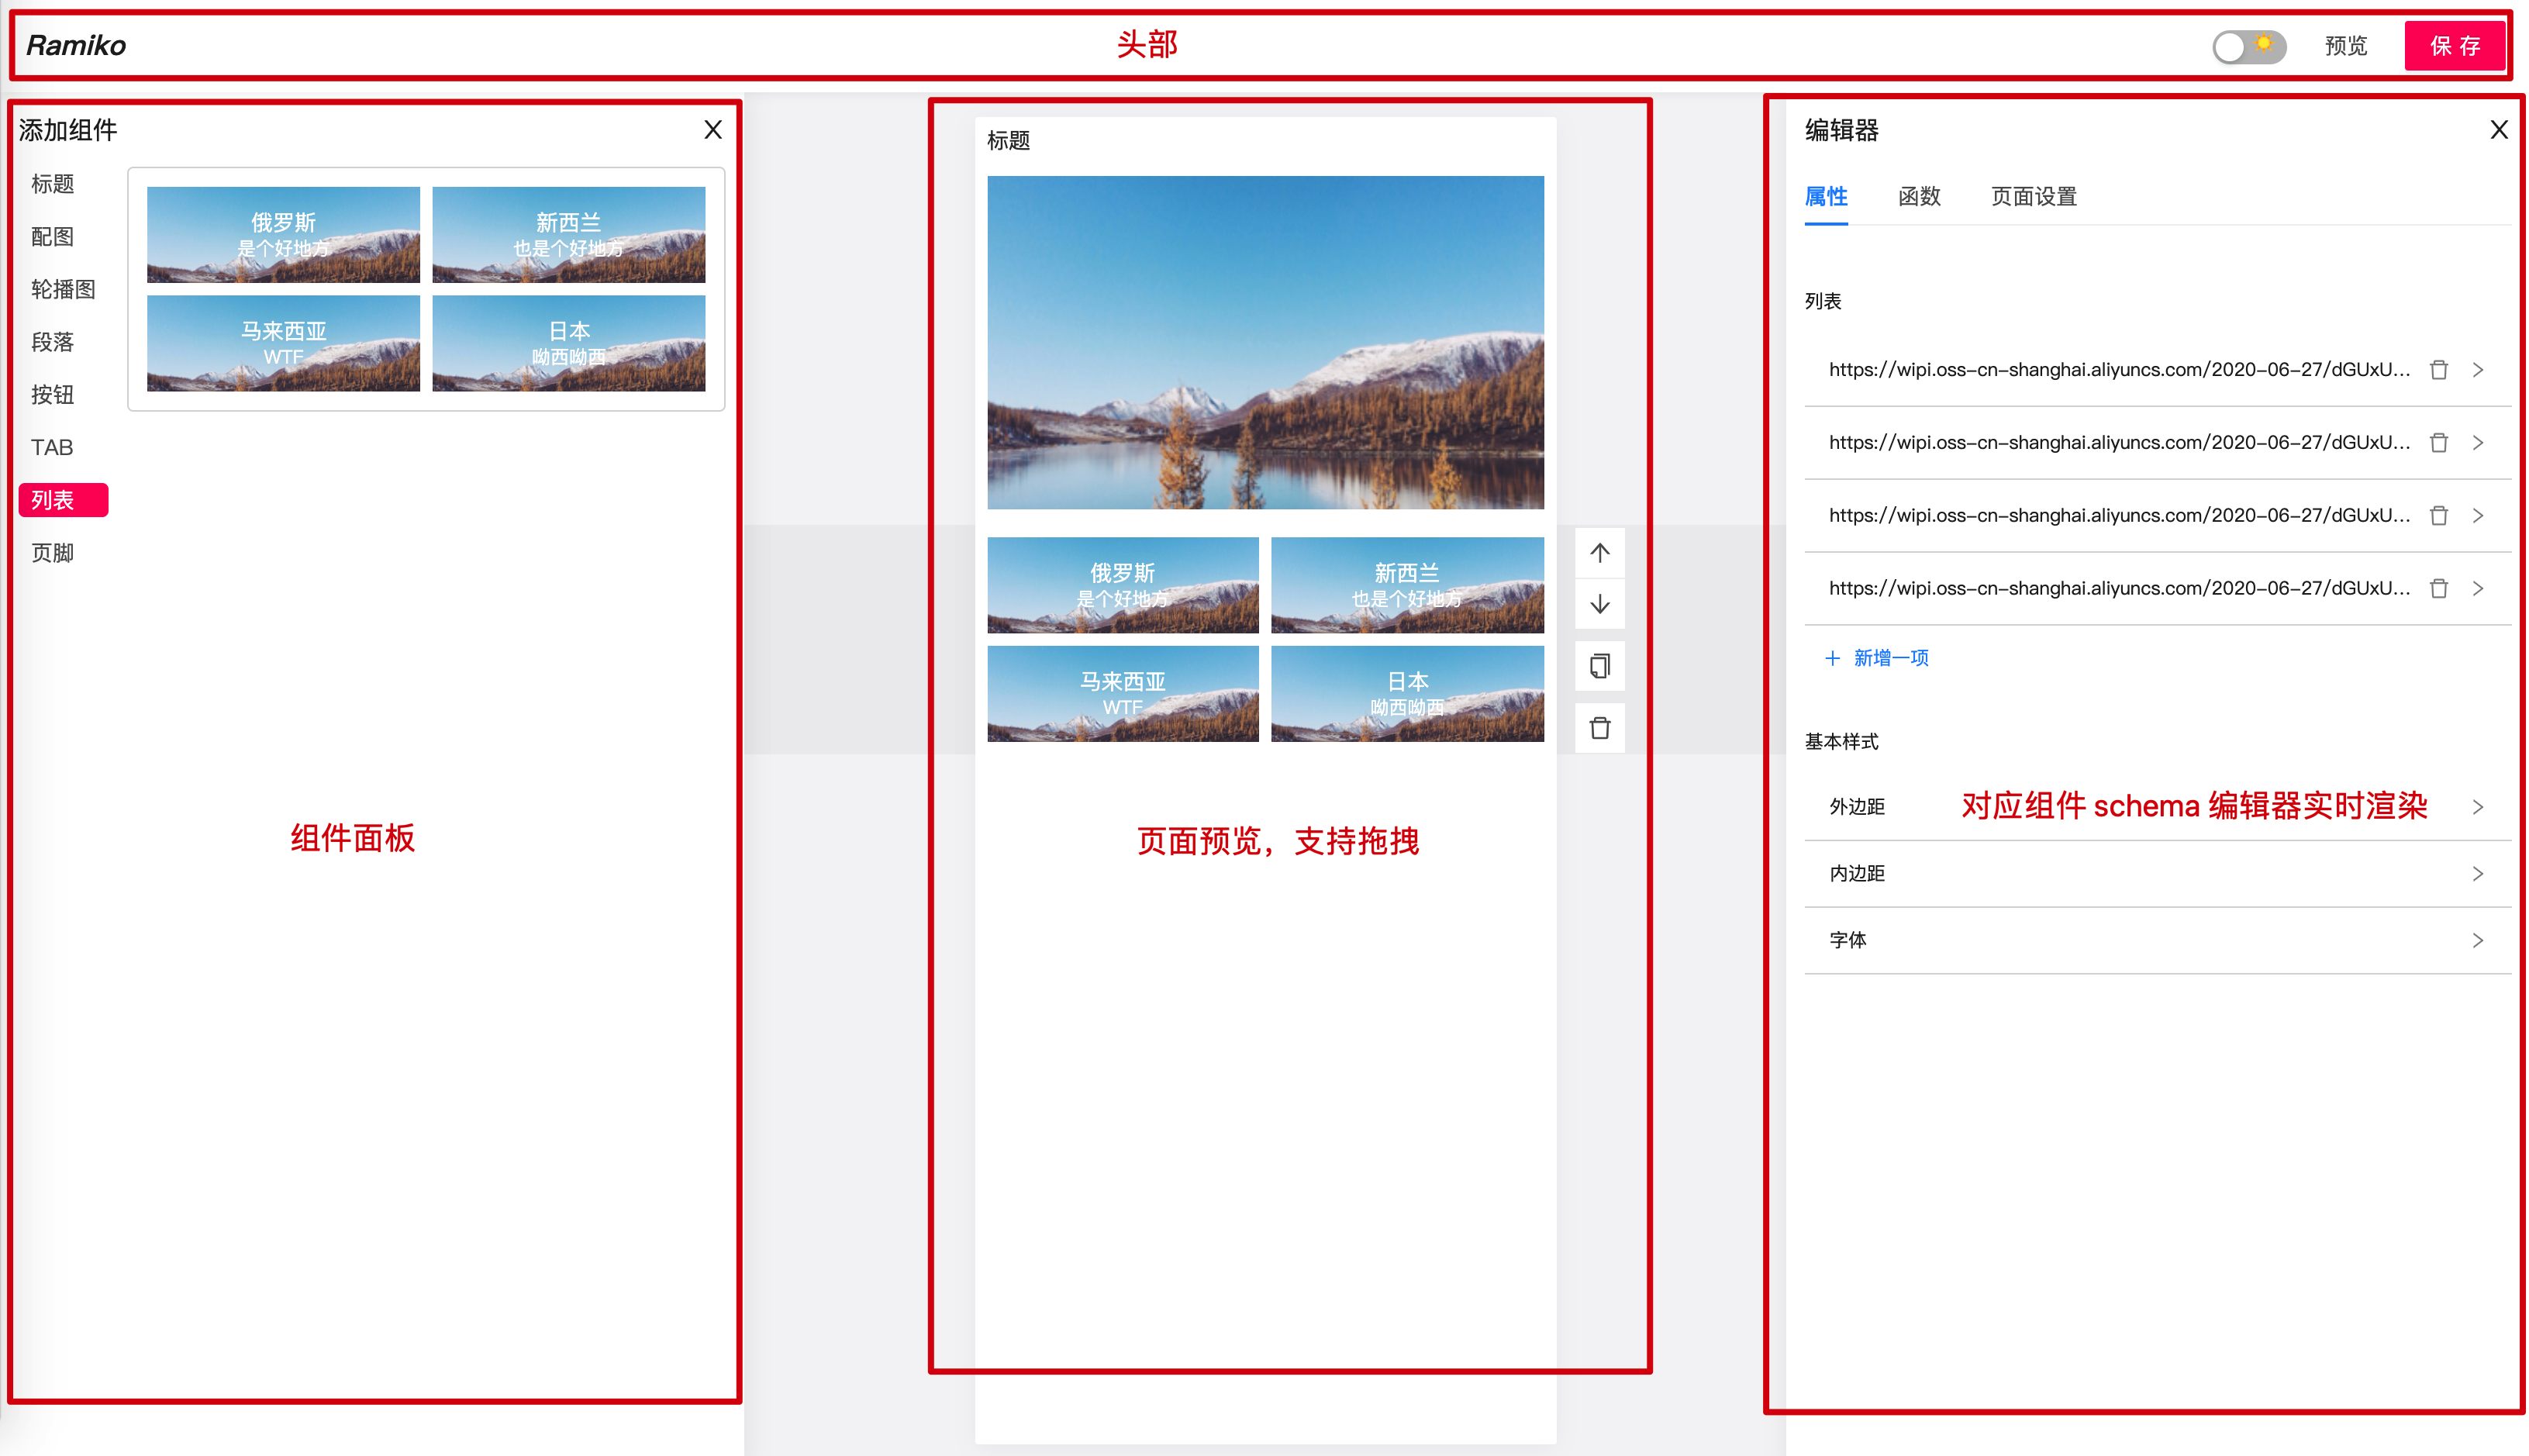 Ramiko
头部
预览
保 存
添加组件
X
标题
配图
轮播图
段落
按钮
TAB
列表
页脚
俄罗斯
是个好地方
新西兰
也是个好地方
马来西亚
WTF
日本
呦西呦西
组件面板
标题
俄罗斯
是个好地方
新西兰
也是个好地方
马来西亚
WTF
日本
呦西呦西
页面预览，支持拖拽
编辑器
X
属性
函数
页面设置
列表
https://wipi.oss-cn-shanghai.aliyuncs.com/2020-06-27/dGUxU...
https://wipi.oss-cn-shanghai.aliyuncs.com/2020-06-27/dGUxU...
https://wipi.oss-cn-shanghai.aliyuncs.com/2020-06-27/dGUxU...
https://wipi.oss-cn-shanghai.aliyuncs.com/2020-06-27/dGUxU...
+ 新增一项
基本样式
外边距
对应组件 schema 编辑器实时渲染
内边距
字体